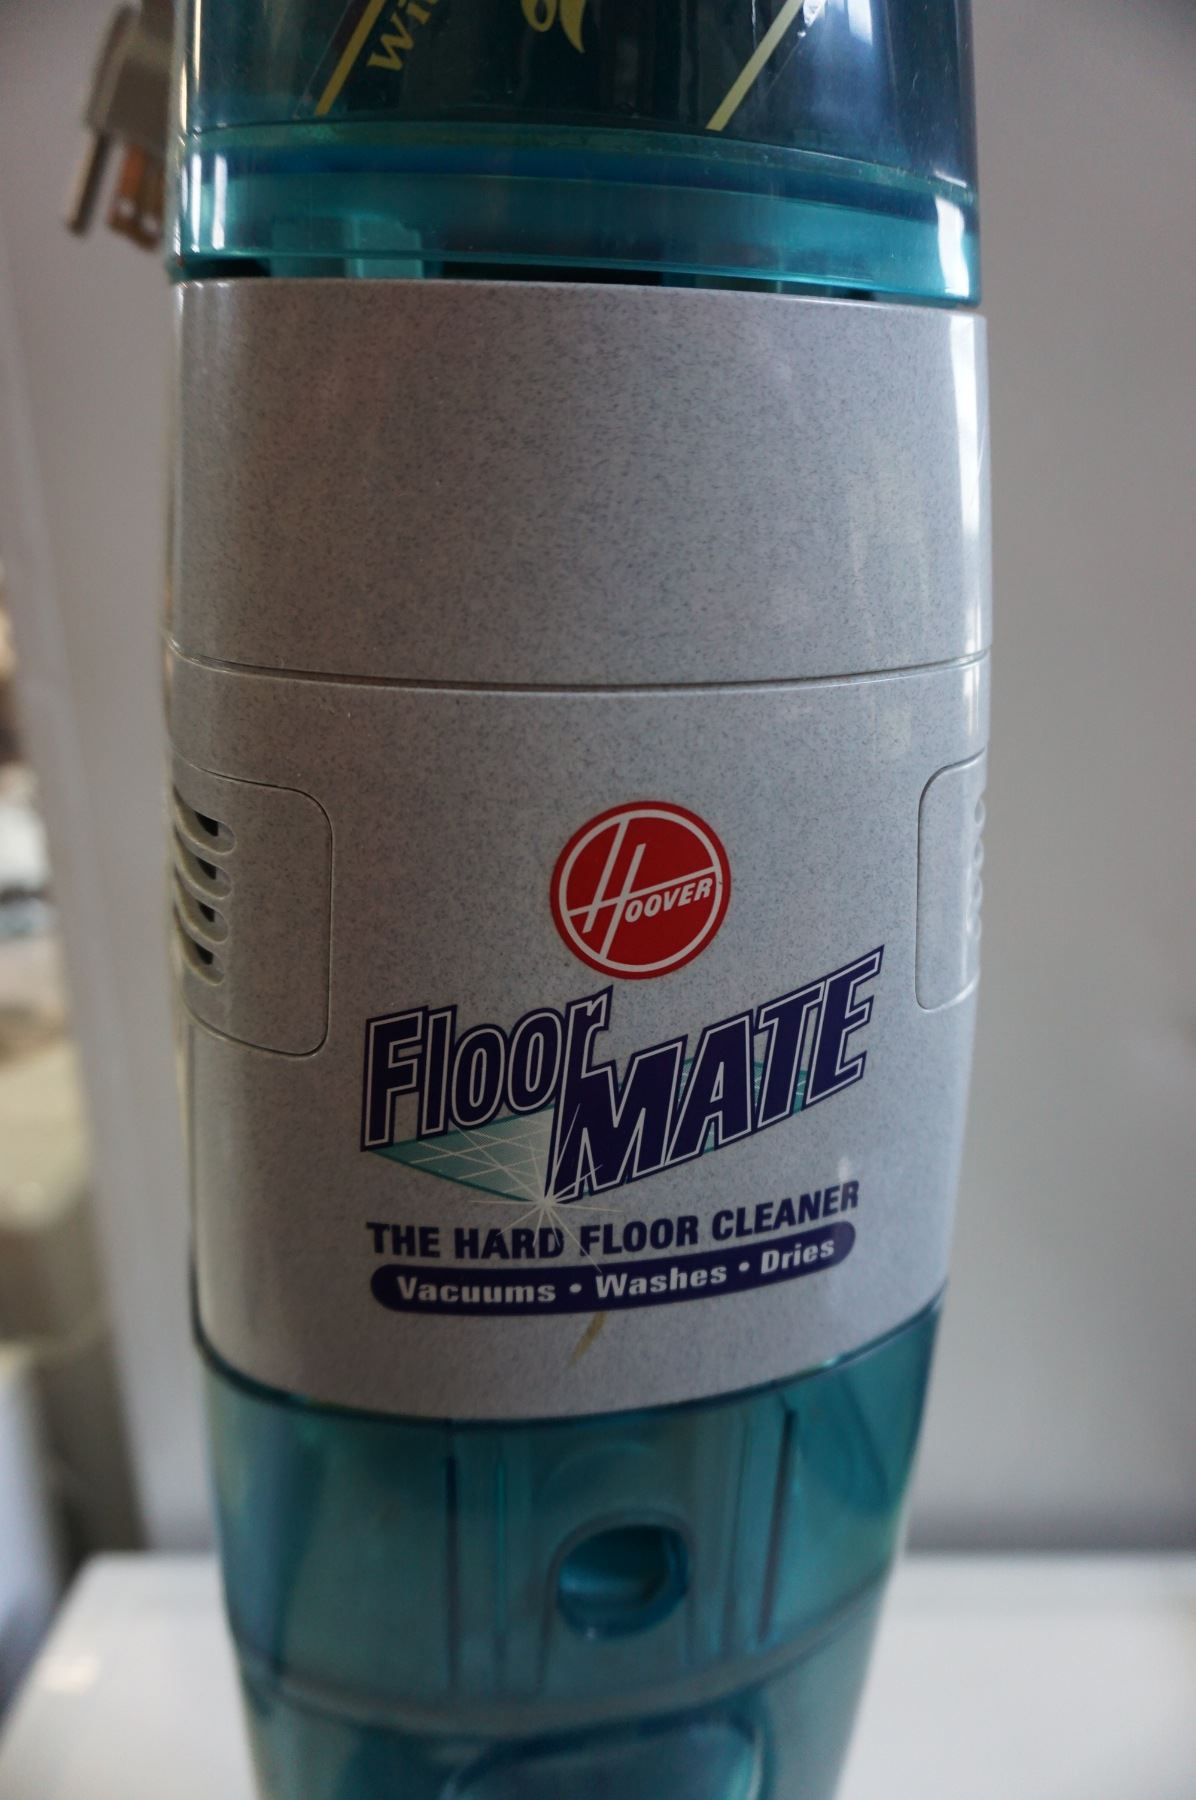 Hoover
Floor MATE
THE HARD FLOOR CLEANER
Vacuums • Washes • Dries